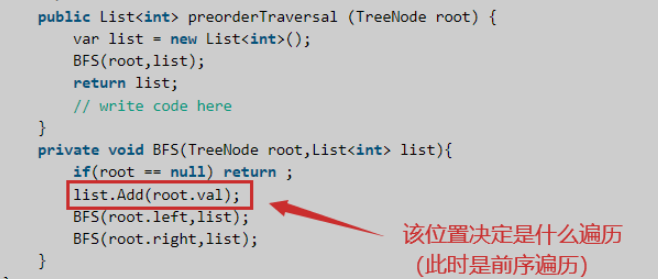 public List<int> preorderTraversal (TreeNode root) {
var list = new List<int>();
BFS(root,list);
return list;
// write code here
}
private void BFS(TreeNode root,List<int> list){
if(root == null) return ;
list.Add(root.val);
BFS(root.left,list);
BFS(root.right,list);
}
该位置决定是什么遍历
(此时是前序遍历)